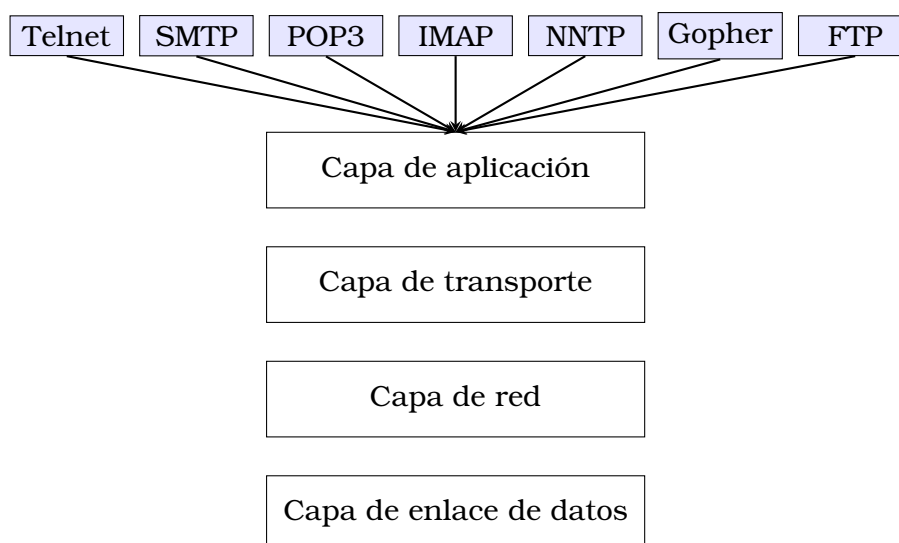 Telnet SMTP POP3 IMAP NNTP Gopher FTP
Capa de aplicación
Capa de transporte
Capa de red
Capa de enlace de datos